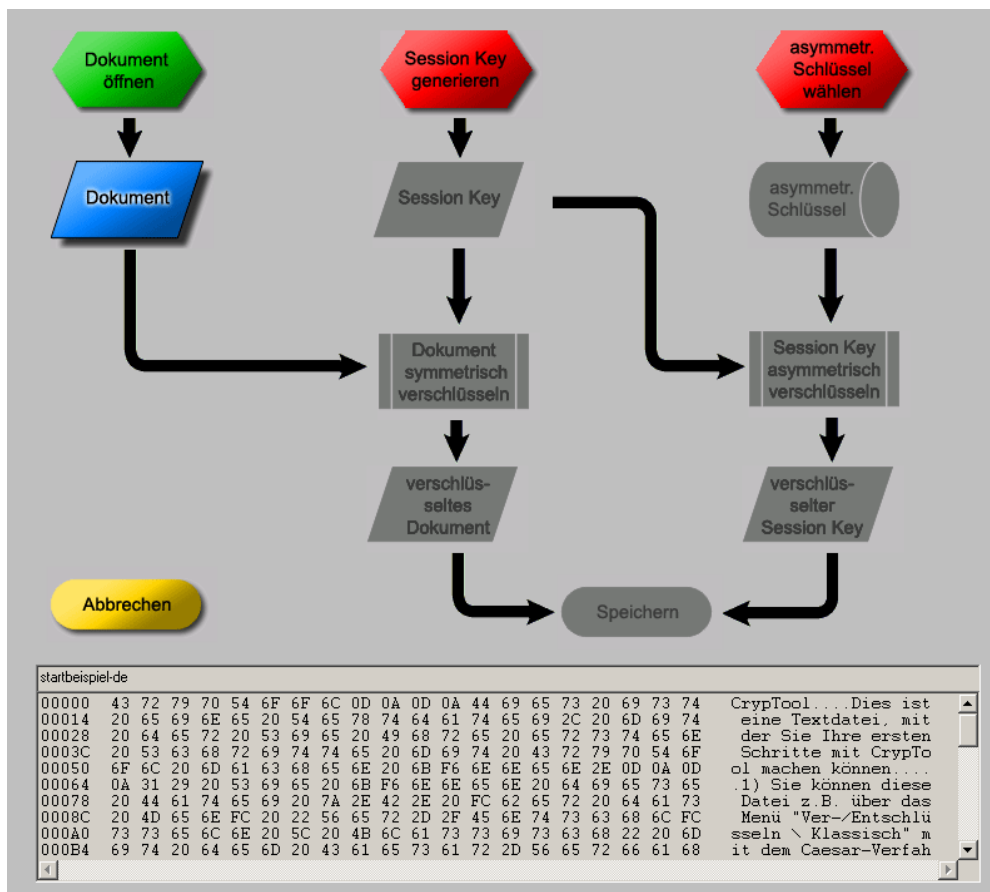 Dokument
öffnen
Session Key
generieren
asymmetr.
Schlüssel
wählen
Dokument
Session Key
asymmetr.
Schlüssel
Dokument
symmetrisch
verschlüsseln
Session Key
asymmetrisch
verschlüsseln
verschlüs-
seltes
Dokument
verschlüs-
selter
Session Key
Abbrechen
Speichern
startbeispiel-de
00000 43 72 79 70 54 6F 6F 6C 0D 0A 0D 0A 44 69 65 73 20 69 73 74 CrypTool....Dies ist
00014 20 65 69 6E 65 20 54 65 78 74 64 61 74 65 69 2C 20 6D 69 74 eine Textdatei, mit
00028 20 64 65 72 20 53 69 65 20 49 68 72 65 20 65 72 73 74 65 6E der Sie Ihre ersten
0003C 20 53 63 68 72 69 74 74 65 20 6D 69 74 20 43 72 79 70 54 6F Schritte mit CrypTo
00050 6F 6C 20 6D 61 63 68 65 6E 20 6B F6 6E 6E 65 6E 2E 0D 0A 0D ol machen können....
00064 0A 31 29 20 53 69 65 20 6B F6 6E 6E 65 6E 20 64 69 65 73 65 .1) Sie können diese
00078 20 44 61 74 65 69 20 7A 2E 42 2E 20 FC 62 65 72 20 64 61 73 Datei z.B. über das
0008C 20 4D 65 6E FC 20 22 56 65 72 2D 2F 45 6E 74 73 63 68 6C FC Menü "Ver-/Entschlü
000A0 73 73 65 6C 6E 20 5C 20 4B 6C 61 73 73 69 73 63 68 22 20 6D sseln \ Klassisch" m
000B4 69 74 20 64 65 6D 20 43 61 65 73 61 72 2D 56 65 72 66 61 68 it dem Caesar-Verfah